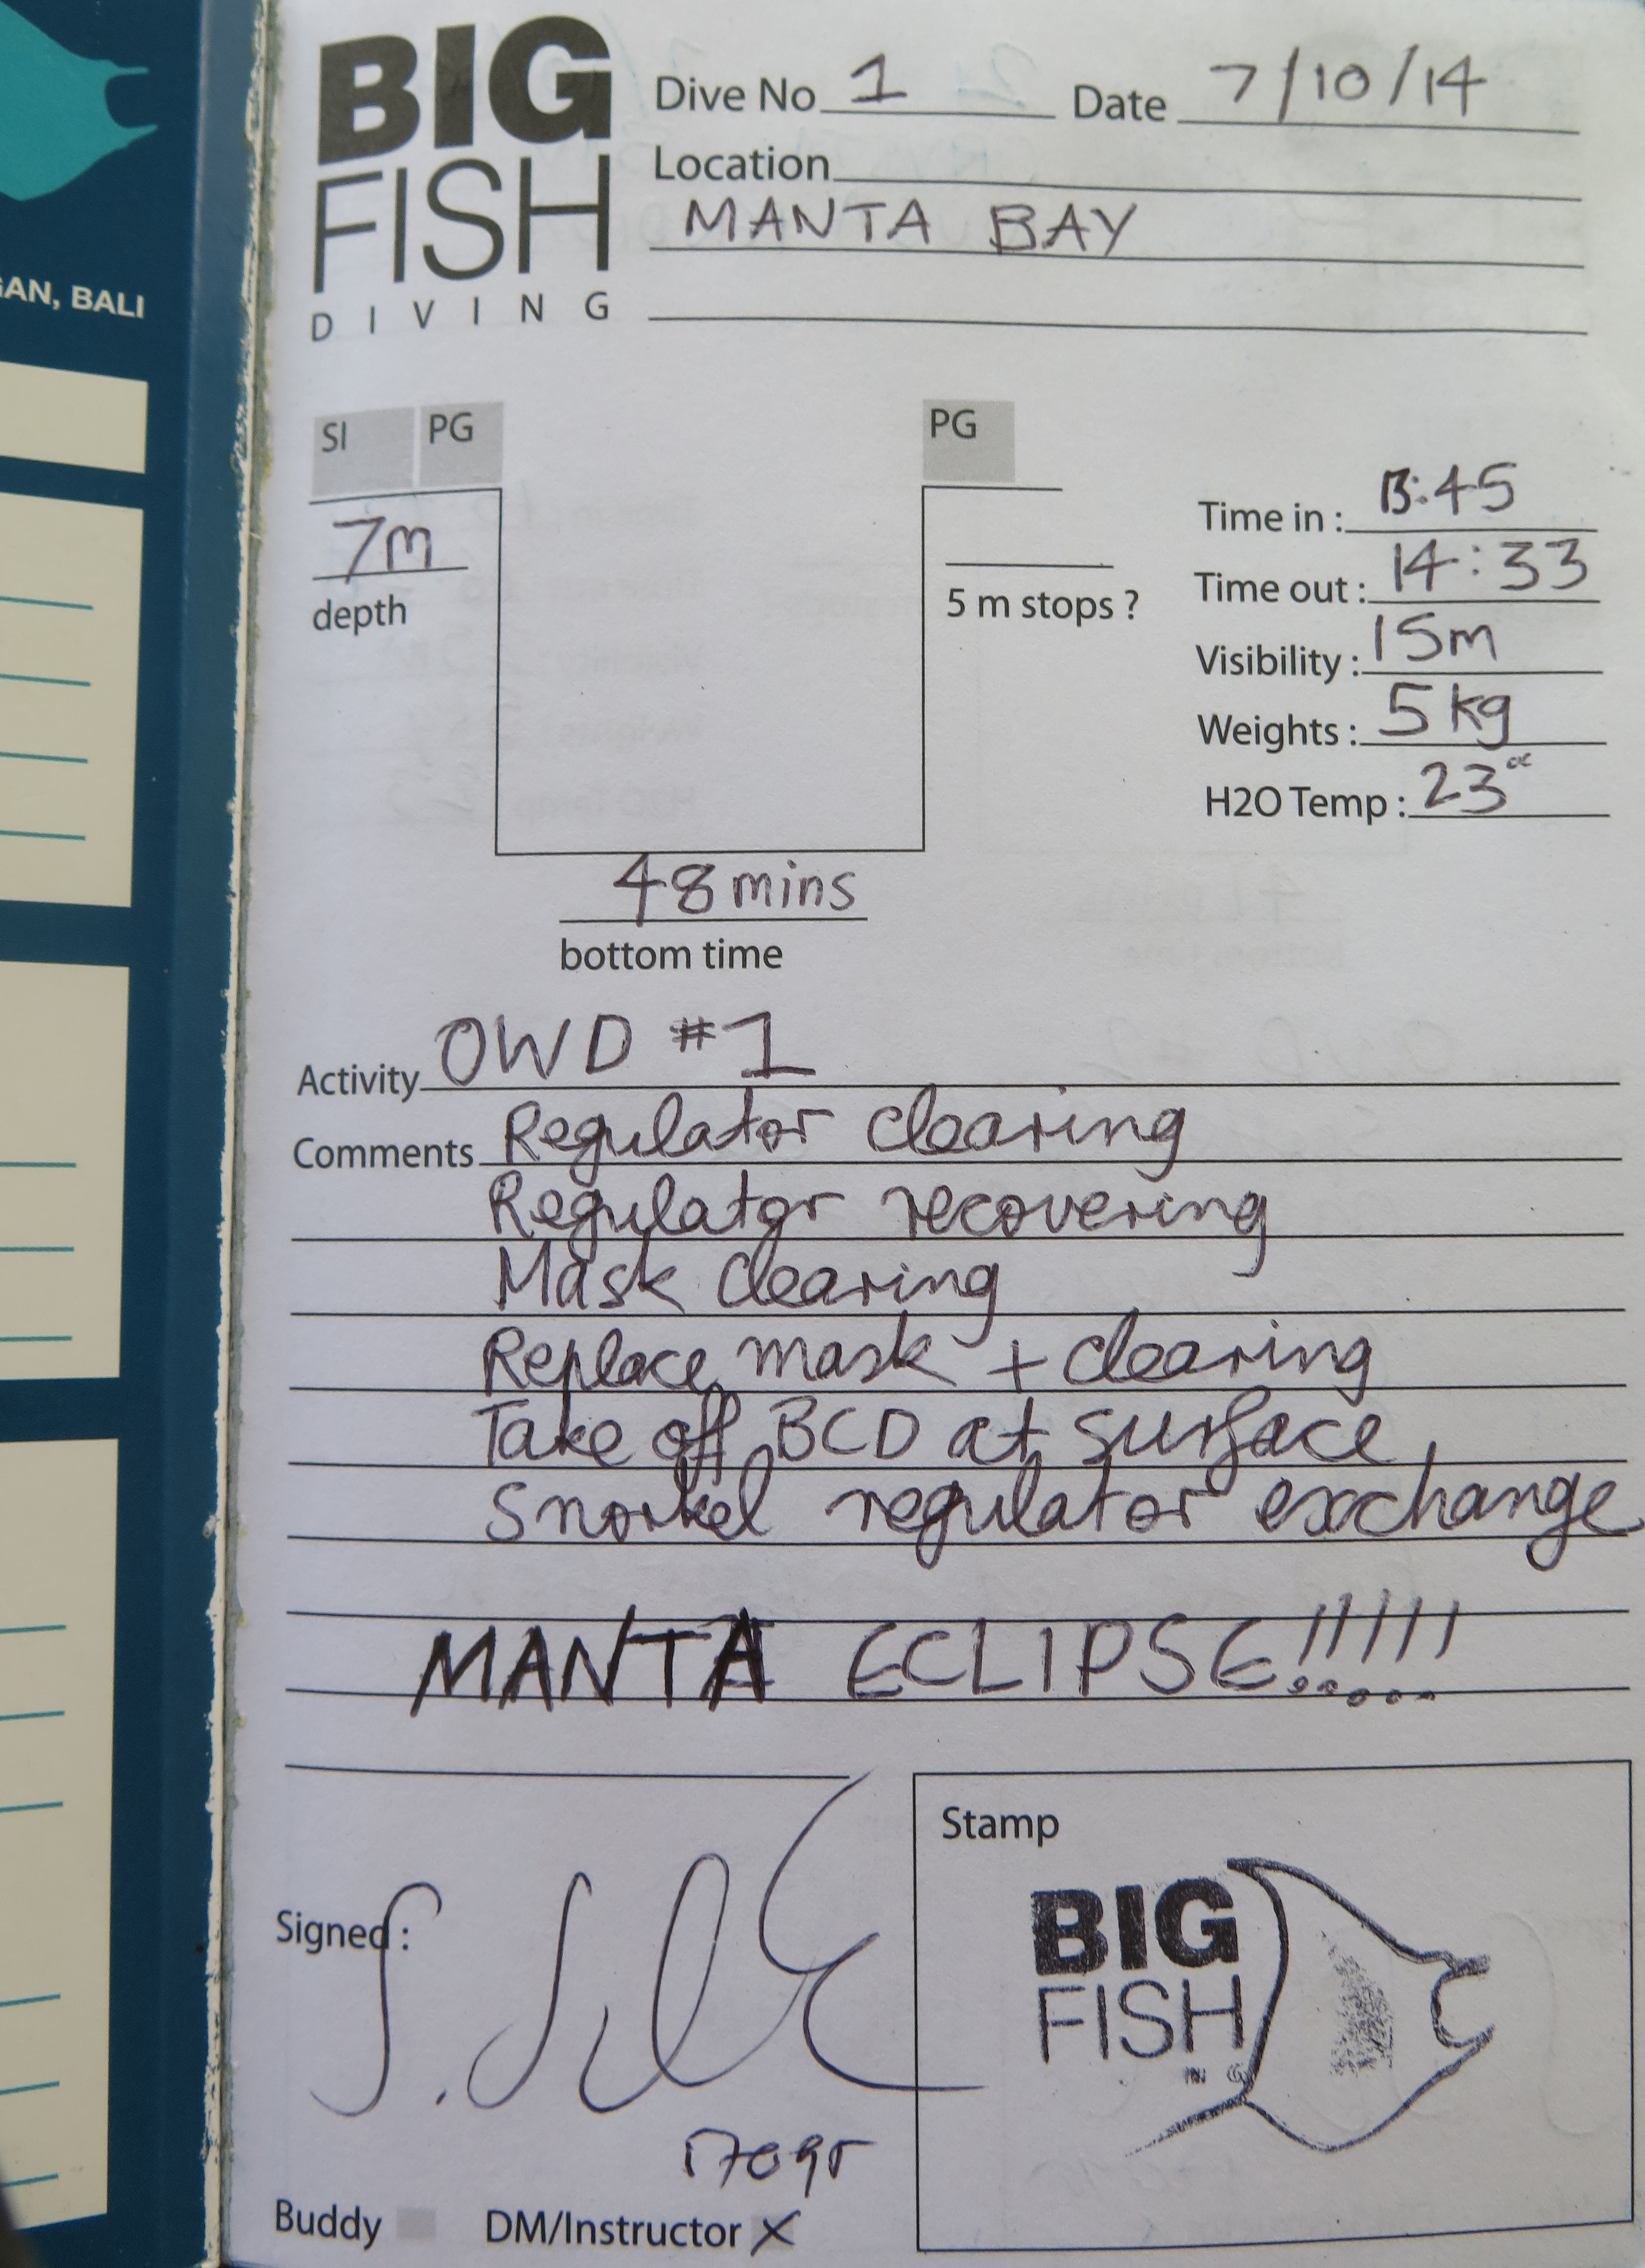 BIG
FISH
DIVING
Dive No 1 Date 7/10/14
Location
MANTA BAY
GAN, BALI
SI PG
PG
7m
depth
5 m stops ?
Time in : 13:45
Time out : 14:33
Visibility : 15m
Weights : 5 kg
H2O Temp : 23°C
48 mins
bottom time
Activity OWD #1
Comments Regulator clearing
Regulator recovering
Mask clearing
Replace mask + clearing
Take off BCD at surface
Snorkel regulator exchange
MANTA ECLIPSE!!!!!
Signed :
Stamp
BIG
FISH
Buddy DM/Instructor X